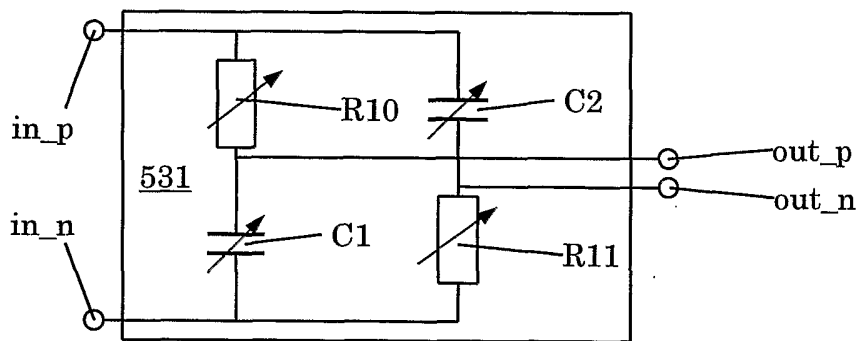 in_p
R10
C2
531
out_p
out_n
in_n
C1
R11